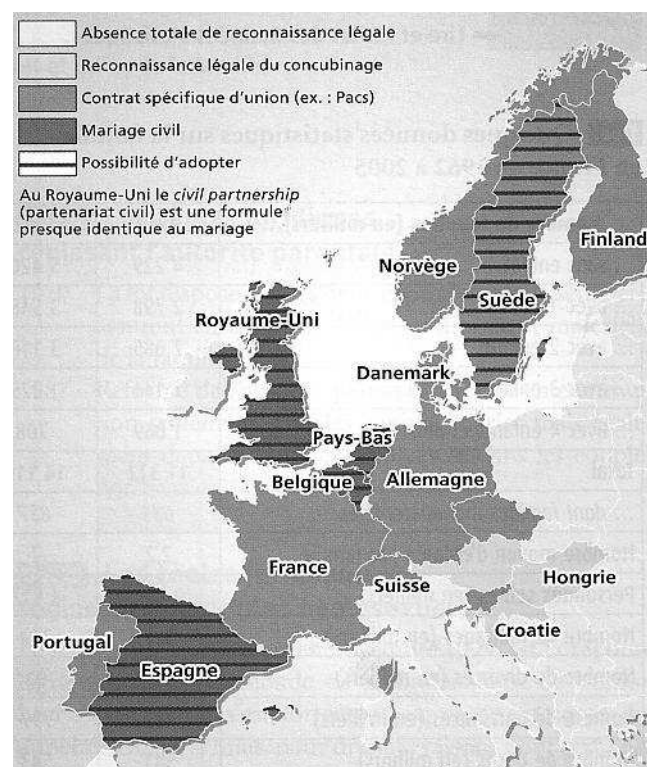 Absence totale de reconnaissance légale
Reconnaissance légale du concubinage
Contrat spécifique d'union (ex. : Pacs)
Mariage civil
Possibilité d'adopter
Au Royaume-Uni le civil partnership
(partenariat civil) est une formule
presque identique au mariage
Finland
Norvège
Suède
Royaume-Uni
Danemark
Pays-Bas
Belgique
Allemagne
France
Suisse
Hongrie
Croatie
Portugal
Espagne